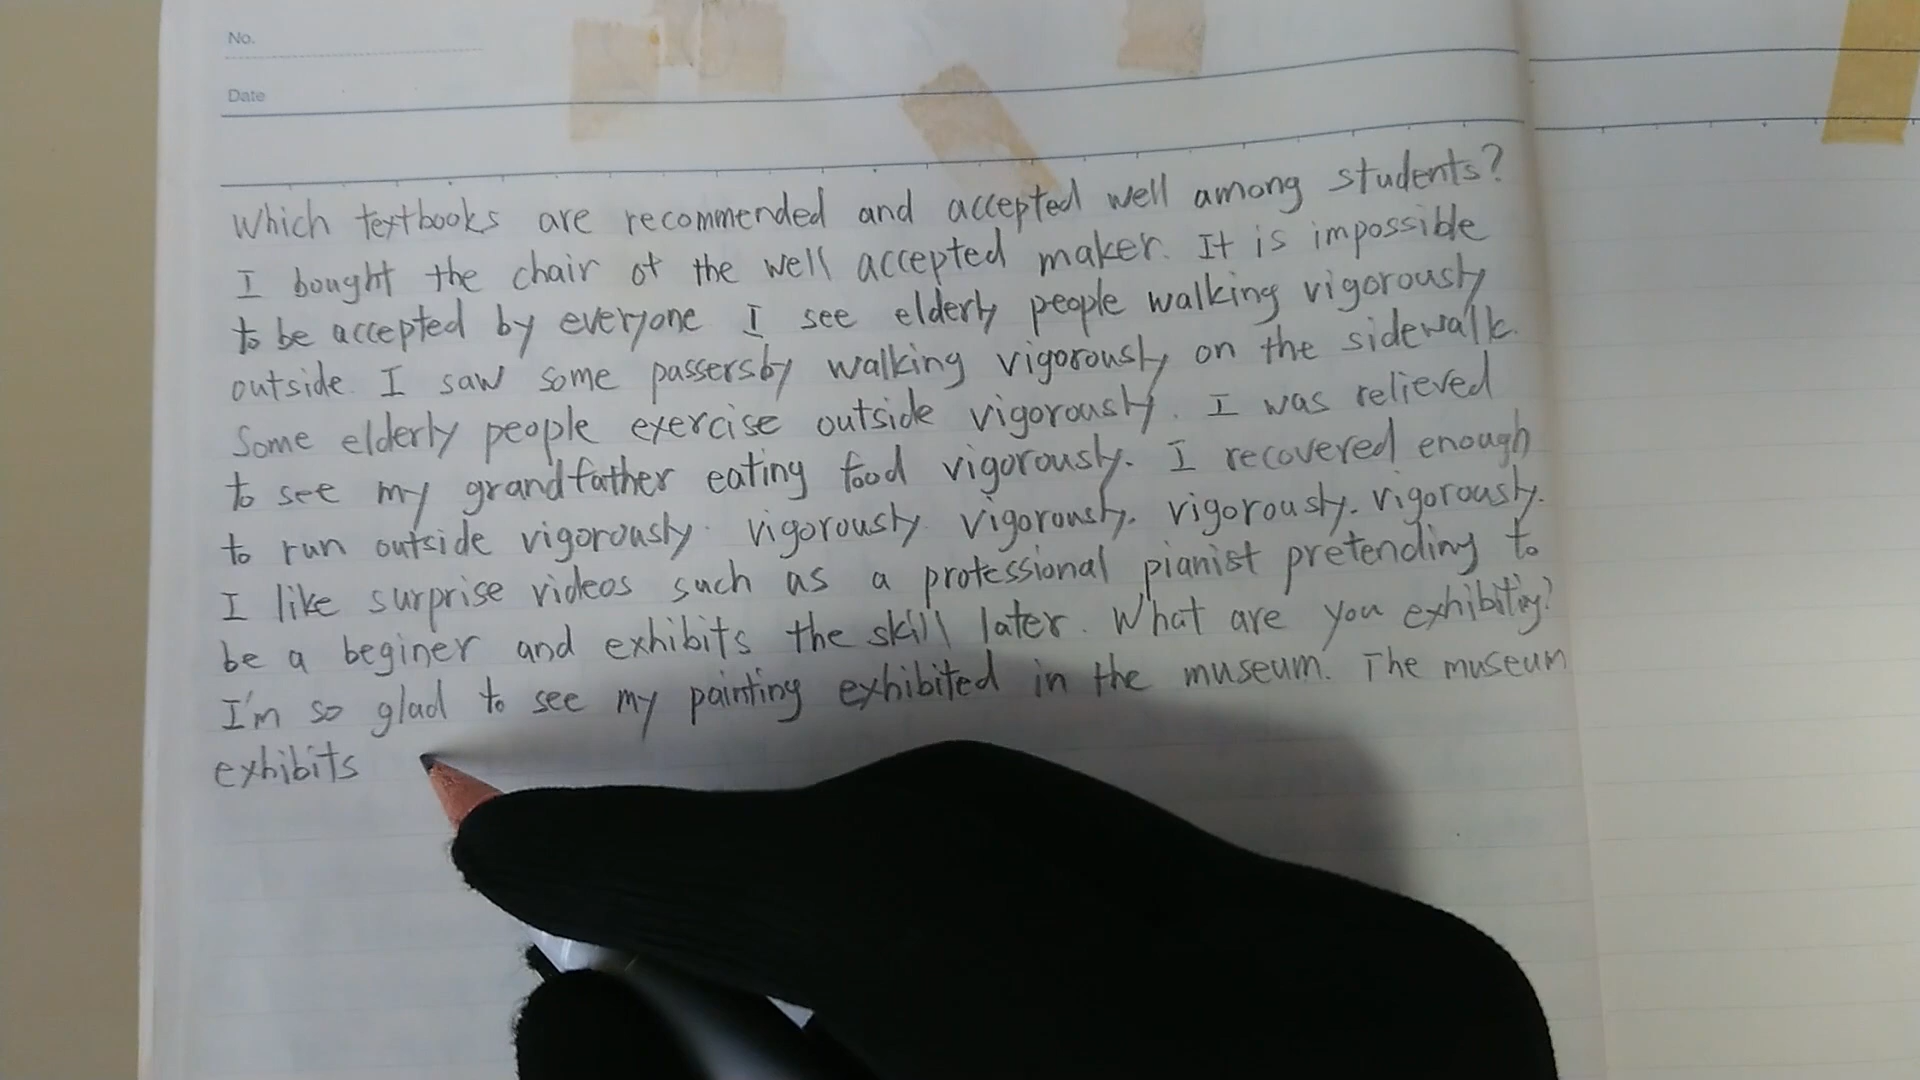 No.
Date
Which textbooks are recommended and accepted well among students?
I bought the chair of the well accepted maker. It is impossible
to be accepted by everyone I see elderly people walking vigorously
outside. I saw some passersby walking vigorously on the sidewalk.
Some elderly people exercise outside vigorously. I was relieved
to see my grandfather eating food vigorously. I recovered enough
to run outside vigorously. vigorously. vigorously. vigorously. vigorously.
I like surprise videos such as a professional pianist pretending to
be a beginer and exhibits the skill later. What are you exhibiting?
I'm so glad to see my painting exhibited in the museum. The museum
exhibits